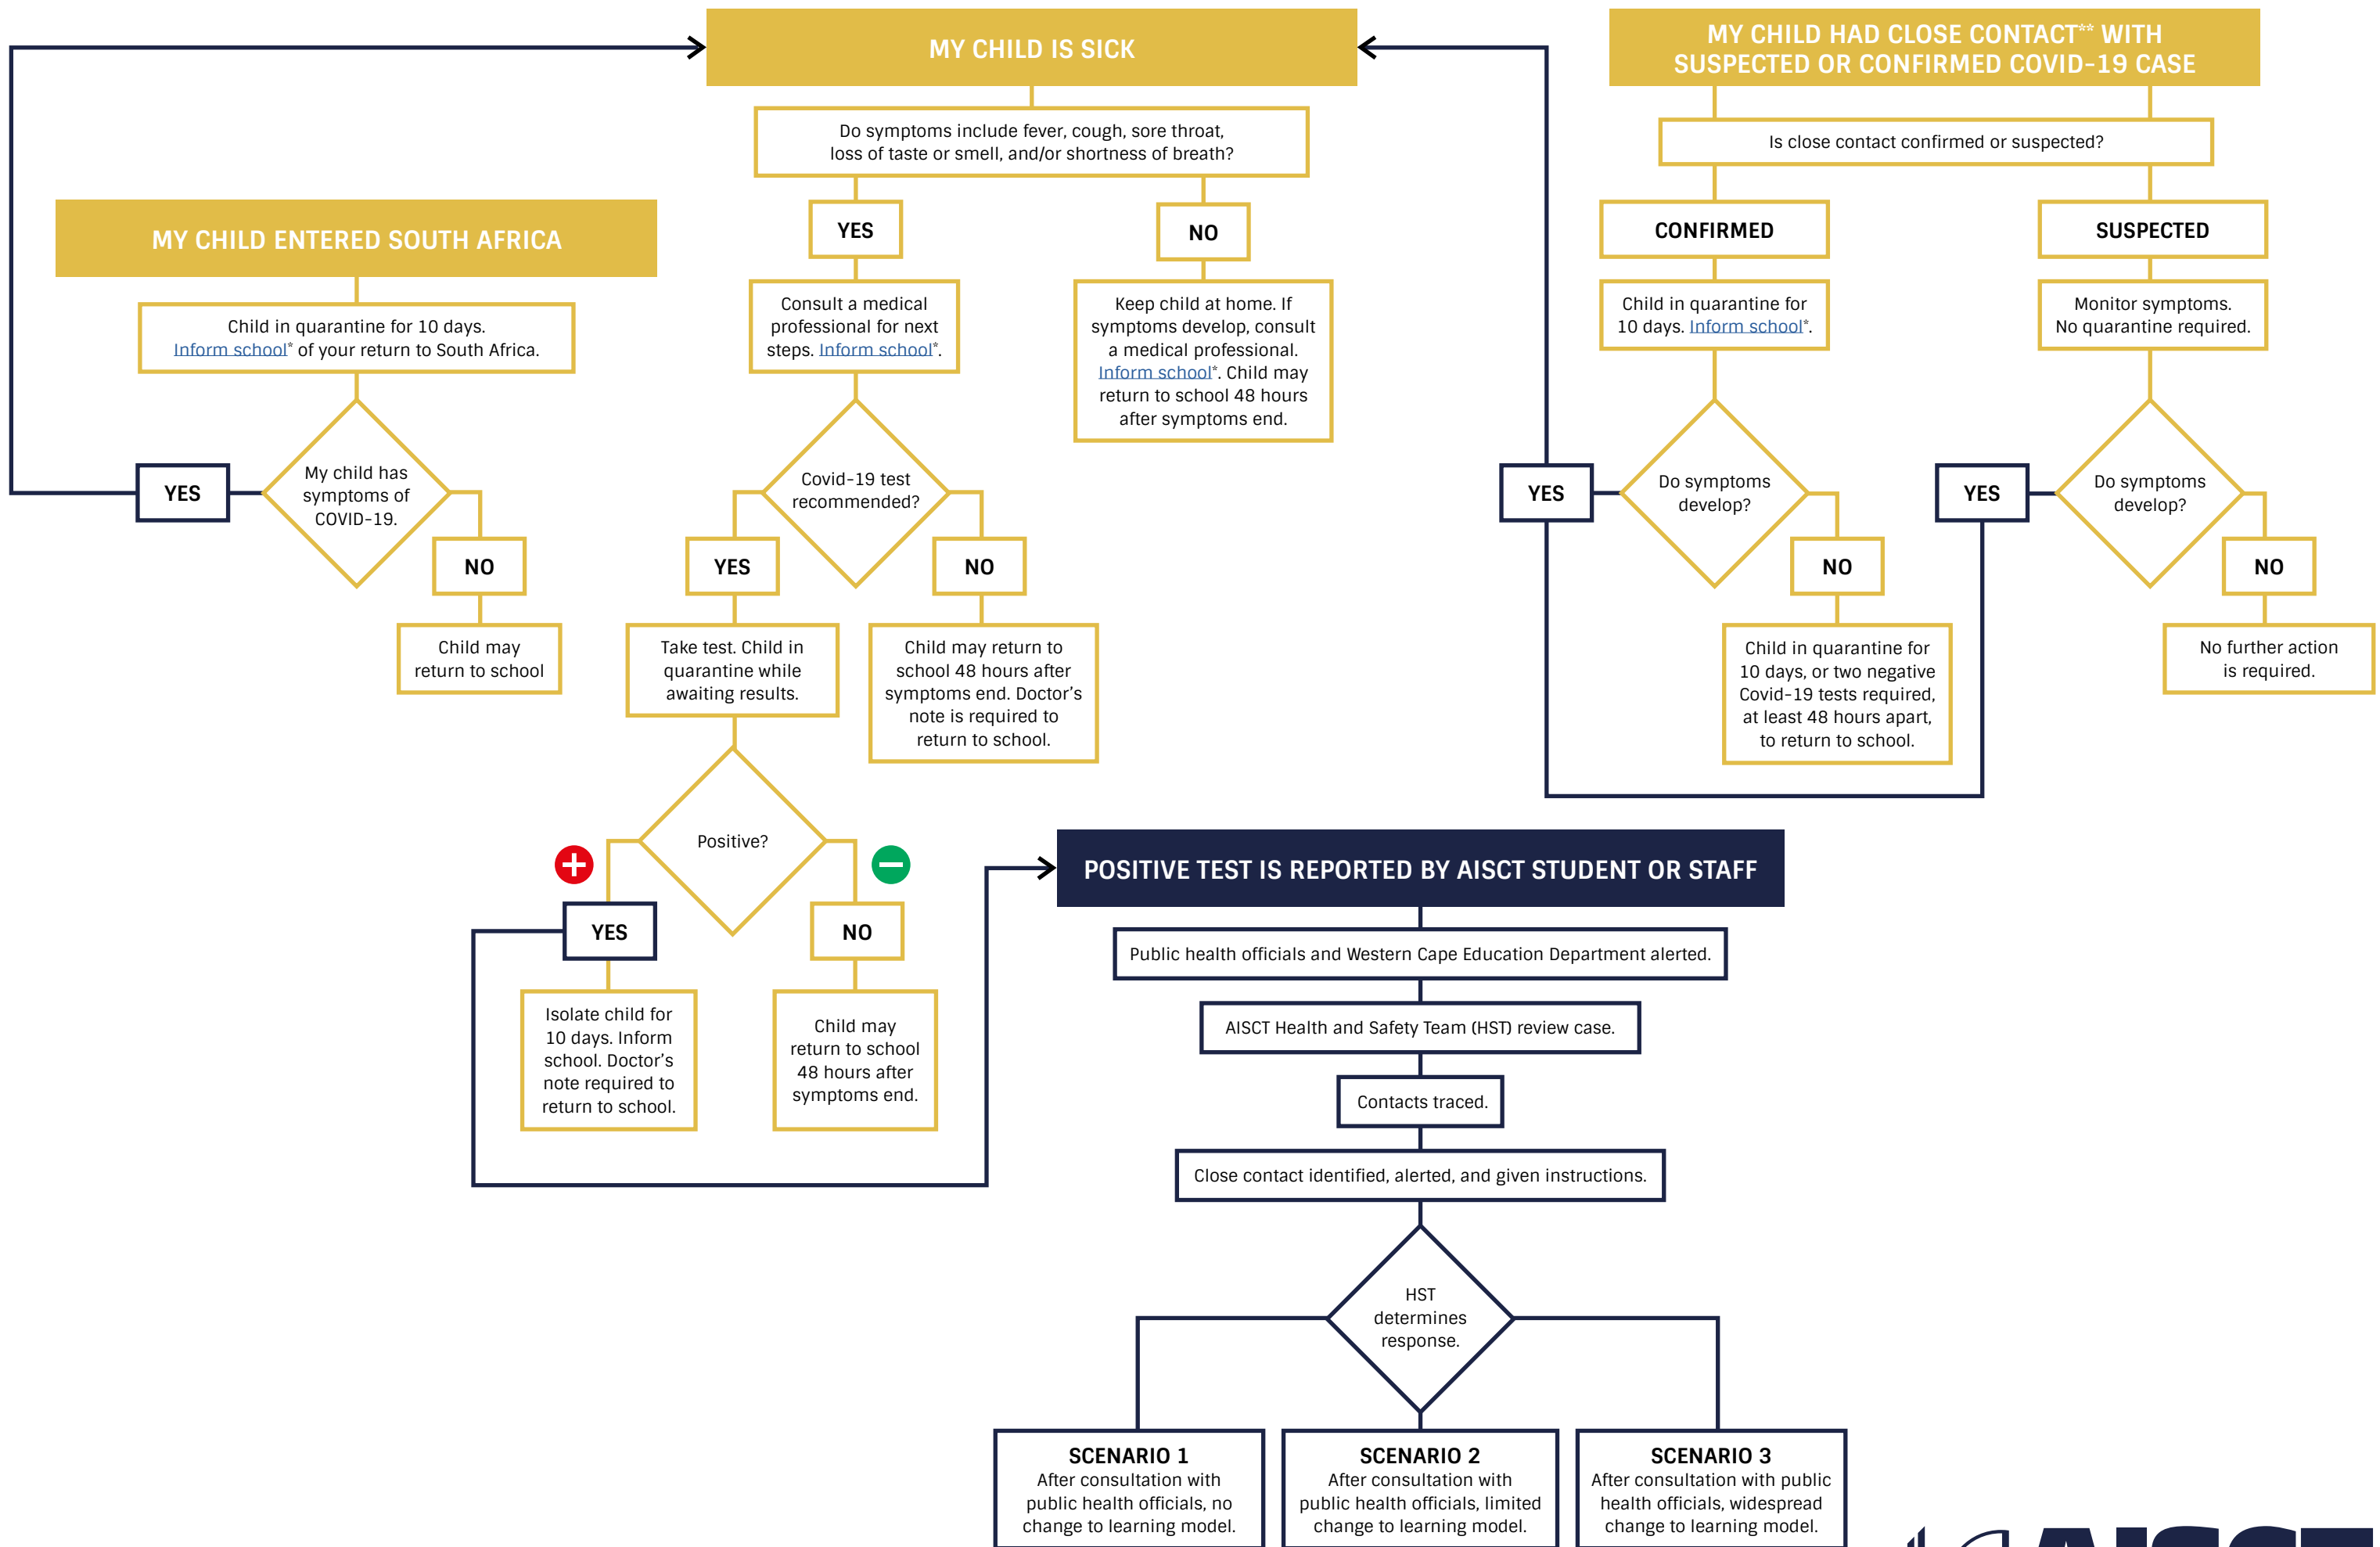 MY CHILD IS SICK
Do symptoms include fever, cough, sore throat,
loss of taste or smell, and/or shortness of breath?
YES
Consult a medical
professional for next
steps. Inform school*.
NO
Keep child at home. If
symptoms develop, consult
a medical professional.
Inform school*. Child may
return to school 48 hours
after symptoms end.
Covid-19 test
recommended?
YES
Take test. Child in
quarantine while
awaiting results.
NO
Child may return to
school 48 hours after
symptoms end. Doctor's
note is required to
return to school.
Positive?
YES
Isolate child for
10 days. Inform
school. Doctor's
note required to
return to school.
NO
Child may
return to school
48 hours after
symptoms end.
MY CHILD ENTERED SOUTH AFRICA
Child in quarantine for 10 days.
Inform school* of your return to South Africa.
My child has
symptoms of
COVID-19.
YES
NO
Child may
return to school
MY CHILD HAD CLOSE CONTACT** WITH
SUSPECTED OR CONFIRMED COVID-19 CASE
Is close contact confirmed or suspected?
CONFIRMED
Child in quarantine for
10 days. Inform school*.
Do symptoms
develop?
YES
NO
Child in quarantine for
10 days, or two negative
Covid-19 tests required,
at least 48 hours apart,
to return to school.
SUSPECTED
Monitor symptoms.
No quarantine required.
Do symptoms
develop?
YES
NO
No further action
is required.
POSITIVE TEST IS REPORTED BY AISCT STUDENT OR STAFF
Public health officials and Western Cape Education Department alerted.
AISCT Health and Safety Team (HST) review case.
Contacts traced.
Close contact identified, alerted, and given instructions.
HST
determines
response.
SCENARIO 1
After consultation with
public health officials, no
change to learning model.
SCENARIO 2
After consultation with
public health officials, limited
change to learning model.
SCENARIO 3
After consultation with public
health officials, widespread
change to learning model.
AISCT